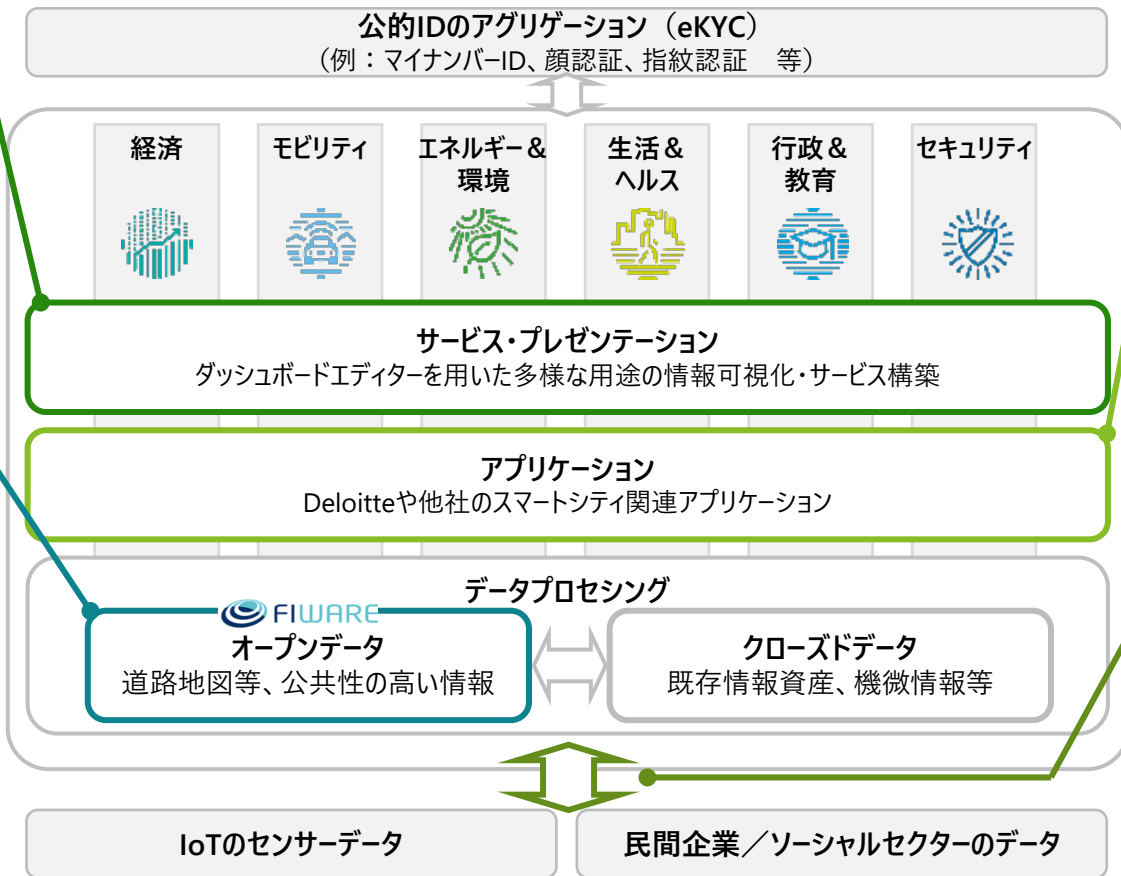 公的IDのアグリゲーション（eKYC）
（例：マイナンバーID、顔認証、指紋認証　等）
経済
モビリティ
エネルギー＆
環境
生活＆
ヘルス
行政＆
教育
セキュリティ
サービス・プレゼンテーション
ダッシュボードエディターを用いた多様な用途の情報可視化・サービス構築
アプリケーション
Deloitteや他社のスマートシティ関連アプリケーション
データプロセシング
FIWARE
オープンデータ
道路地図等、公共性の高い情報
クローズドデータ
既存情報資産、機微情報等
IoTのセンサーデータ
民間企業／ソーシャルセクターのデータ